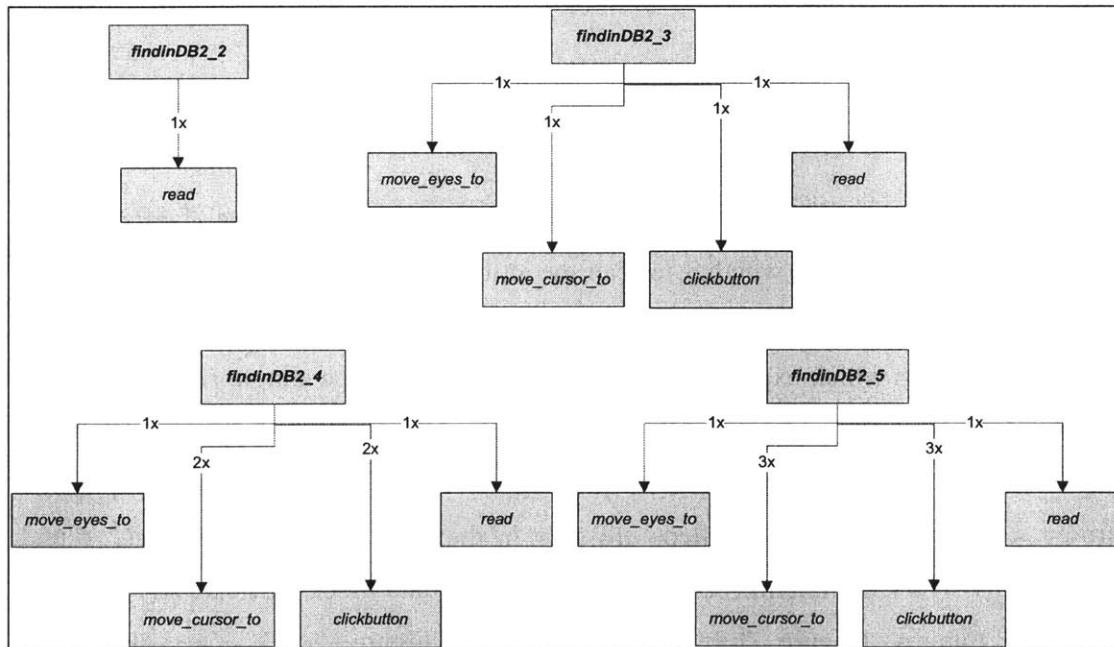 findinDB2_2
1x
read
findinDB2_3
1x
1x
1x
1x
move_eyes_to
read
move_cursor_to
clickbutton
findinDB2_4
1x
1x
2x
2x
move_eyes_to
read
move_cursor_to
clickbutton
findinDB2_5
1x
1x
3x
3x
move_eyes_to
read
move_cursor_to
clickbutton